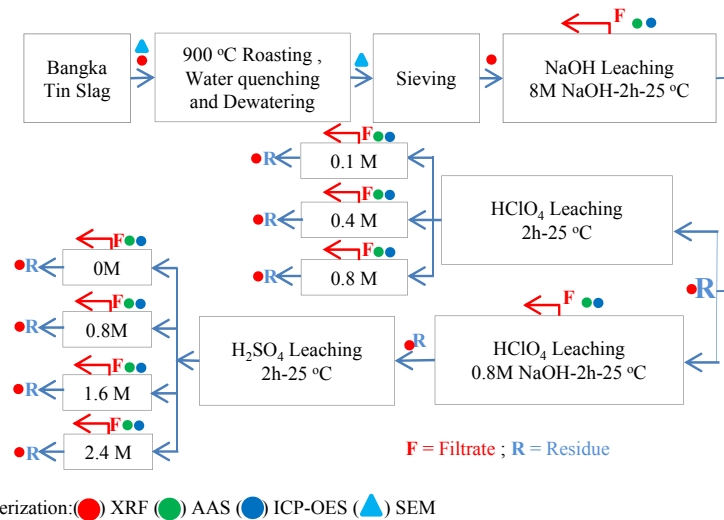 F
Bangka
Tin Slag
900 °C Roasting ,
Water quenching
and Dewatering
Sieving
NaOH Leaching
8M NaOH-2h-25 °C
F
R
0.1 M
F
R
0.4 M
F
R
0.8 M
HClO₄ Leaching
2h-25 °C
R
F
R
0M
F
R
0.8M
F
R
1.6 M
F
R
2.4 M
H₂SO₄ Leaching
2h-25 °C
R
F
HClO₄ Leaching
0.8M NaOH-2h-25 °C
F = Filtrate ; R = Residue
erization:( ) XRF ( ) AAS ( ) ICP-OES ( ) SEM